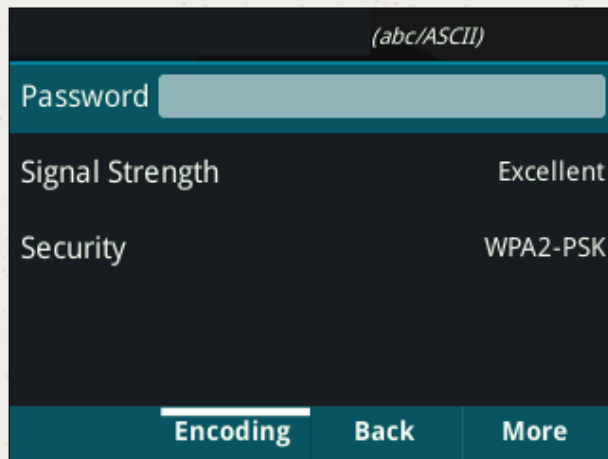 (abc/ASCII)
Password
Signal Strength Excellent
Security WPA2-PSK
Encoding Back More